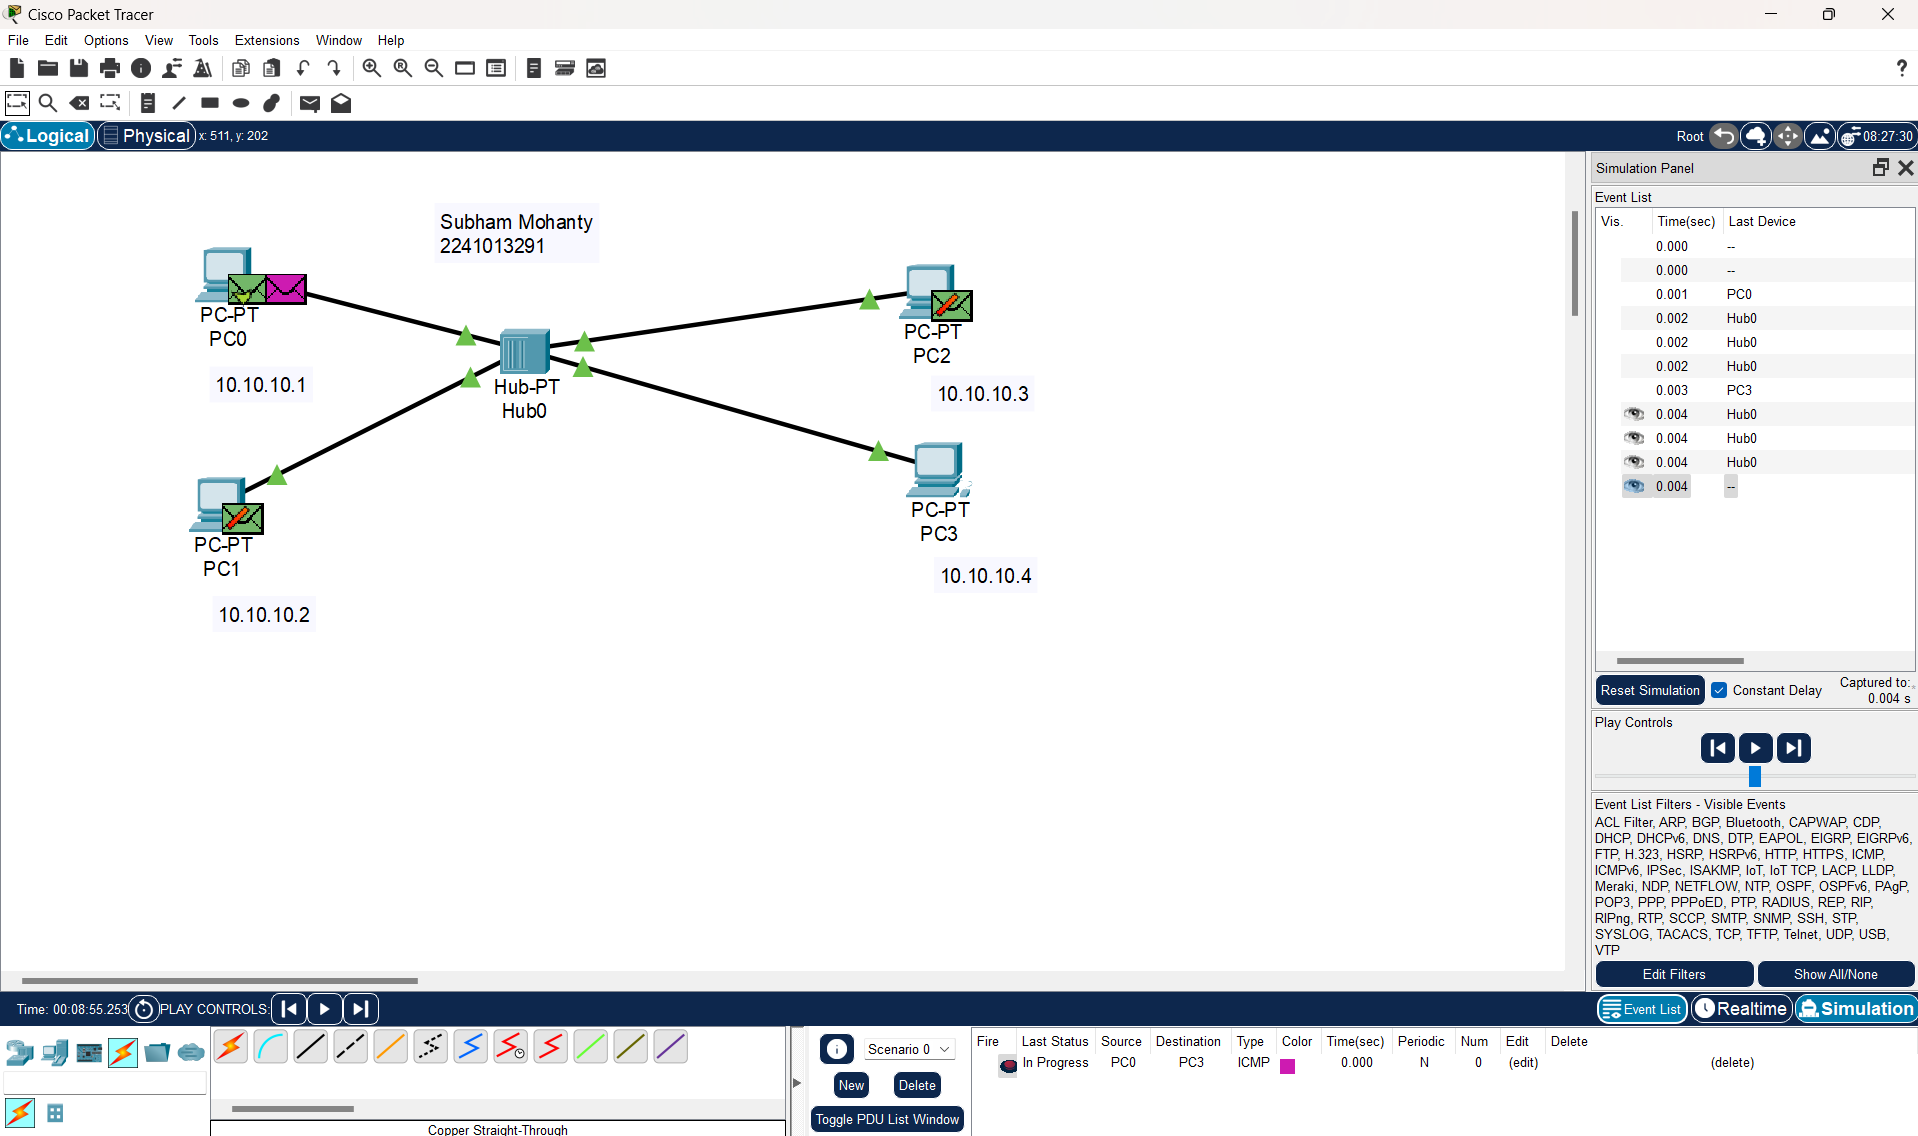 Cisco Packet Tracer
File Edit Options View Tools Extensions Window Help
?
Logical Physical x: 511, y: 202 Root 08:27:30
Subham Mohanty
2241013291
PC-PT
PC0
10.10.10.1
Hub-PT
Hub0
PC-PT
PC2
10.10.10.3
PC-PT
PC3
10.10.10.4
PC-PT
PC1
10.10.10.2
Simulation Panel
Event List
Vis. Time(sec) Last Device
0.000 --
0.000 --
0.001 PC0
0.002 Hub0
0.002 Hub0
0.002 Hub0
0.003 PC3
0.004 Hub0
0.004 Hub0
0.004 Hub0
0.004 --
Reset Simulation Constant Delay Captured to:
0.004 s
Play Controls
Event List Filters - Visible Events
ACL Filter, ARP, BGP, Bluetooth, CAPWAP, CDP,
DHCP, DHCPv6, DNS, DTP, EAPOL, EIGRP, EIGRPv6,
FTP, H.323, HSRP, HSRPv6, HTTP, HTTPS, ICMP,
ICMPv6, IPSec, ISAKMP, IoT, IoT TCP, LACP, LLDP,
Meraki, NDP, NETFLOW, NTP, OSPF, OSPFv6, PAgP,
POP3, PPP, PPPoED, PTP, RADIUS, REP, RIP,
RIPng, RTP, SCCP, SMTP, SNMP, SSH, STP,
SYSLOG, TACACS, TCP, TFTP, Telnet, UDP, USB,
VTP
Edit Filters Show All/None
Time: 00:08:55.253 PLAY CONTROLS: Event List Realtime Simulation
Scenario 0
New Delete
Toggle PDU List Window
Fire Last Status Source Destination Type Color Time(sec) Periodic Num Edit Delete
In Progress PC0 PC3 ICMP 0.000 N 0 (edit) (delete)
Copper Straight-Through